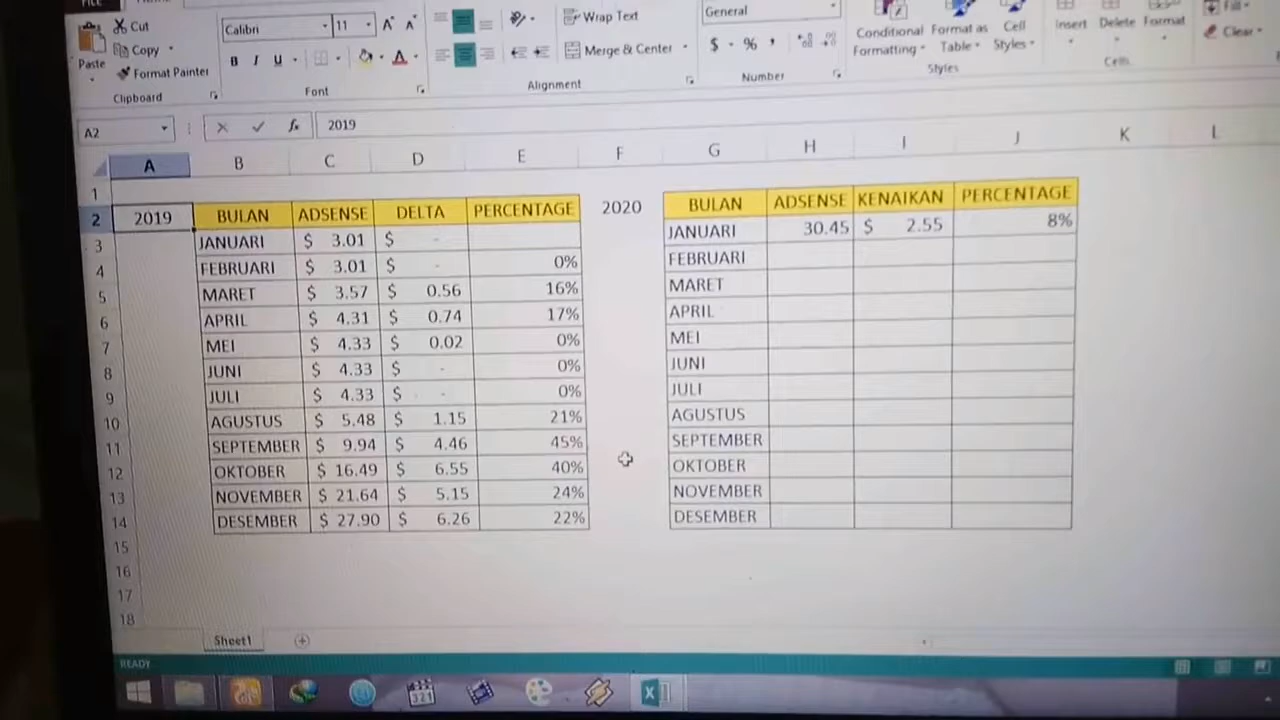 FILE
Cut
Copy
Paste
Format Painter
Clipboard
Calibri 11 A A
B I U A
Font
Wrap Text
Merge & Center
Alignment
General
$ % ,
Number
Conditional Formatting
Format as Table
Cell Styles
Styles
Insert Delete Format
Cells
Fill
Clear
A2 fx 2019
A B C D E F G H I J K L
1
2 2019 BULAN ADSENSE DELTA PERCENTAGE 2020 BULAN ADSENSE KENAIKAN PERCENTAGE
3 JANUARI $ 3.01 $ - JANUARI 30.45 $ 2.55 8%
4 FEBRUARI $ 3.01 $ - 0% FEBRUARI
5 MARET $ 3.57 $ 0.56 16% MARET
6 APRIL $ 4.31 $ 0.74 17% APRIL
7 MEI $ 4.33 $ 0.02 0% MEI
8 JUNI $ 4.33 $ - 0% JUNI
9 JULI $ 4.33 $ - 0% JULI
10 AGUSTUS $ 5.48 $ 1.15 21% AGUSTUS
11 SEPTEMBER $ 9.94 $ 4.46 45% SEPTEMBER
12 OKTOBER $ 16.49 $ 6.55 40% OKTOBER
13 NOVEMBER $ 21.64 $ 5.15 24% NOVEMBER
14 DESEMBER $ 27.90 $ 6.26 22% DESEMBER
15
16
17
18
Sheet1
READY
321
X